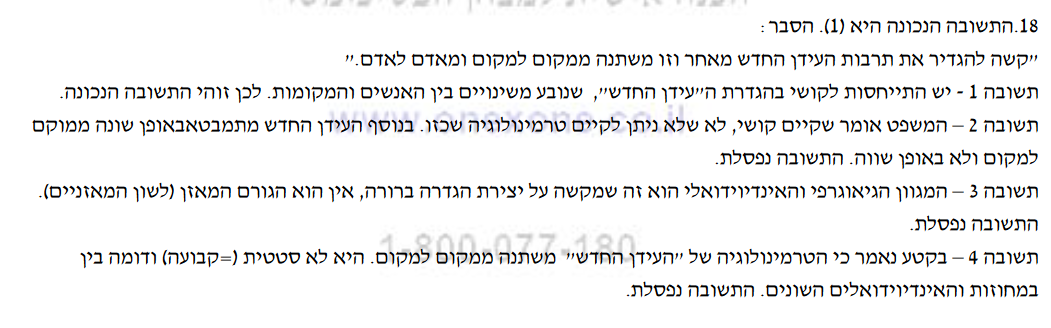 18.התשובה הנכונה היא (1). הסבר :
"קשה להגדיר את תרבות העידן החדש מאחר וזו משתנה ממקום למקום ומאדם לאדם."
תשובה 1 - יש התייחסות לקושי בהגדרת ה"עידן החדש", שנובע משינויים בין האנשים והמקומות. לכן זוהי התשובה הנכונה.
www.onexone.co.il
תשובה 2 – המשפט אומר שקיים קושי, לא שלא ניתן לקיים טרמינולוגיה שכזו. בנוסף העידן החדש מתמבטאבאופן שונה ממוקם
למקום ולא באופן שווה. התשובה נפסלת.
תשובה 3 – המגוון הגיאוגרפי והאינדיוידואלי הוא זה שמקשה על יצירת הגדרה ברורה, אין הוא הגורם המאזן (לשון המאזניים).
התשובה נפסלת.
1-800-077-180
תשובה 4 – בקטע נאמר כי הטרמינולוגיה של "העידן החדש" משתנה ממקום למקום. היא לא סטטית (=קבועה) ודומה בין
במחוזות והאינדיוידואלים השונים. התשובה נפסלת.